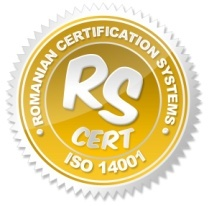 • ROMANIAN CERTIFICATION SYSTEMS •
RS
CERT
ISO 14001